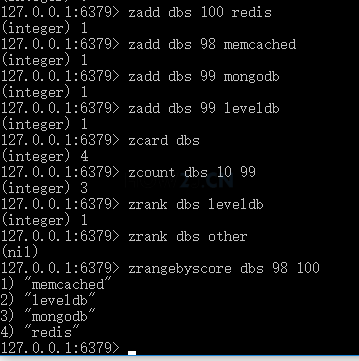 127.0.0.1:6379> zadd dbs 100 redis
(integer) 1
127.0.0.1:6379> zadd dbs 98 memcached
(integer) 1
127.0.0.1:6379> zadd dbs 99 mongodb
(integer) 1
127.0.0.1:6379> zadd dbs 99 leveldb
(integer) 1
127.0.0.1:6379> zcard dbs
(integer) 4
127.0.0.1:6379> zcount dbs 10 99
(integer) 3
127.0.0.1:6379> zrank dbs leveldb
(integer) 1
127.0.0.1:6379> zrank dbs other
(nil)
127.0.0.1:6379> zrangebyscore dbs 98 100
1) "memcached"
2) "leveldb"
3) "mongodb"
4) "redis"
127.0.0.1:6379>